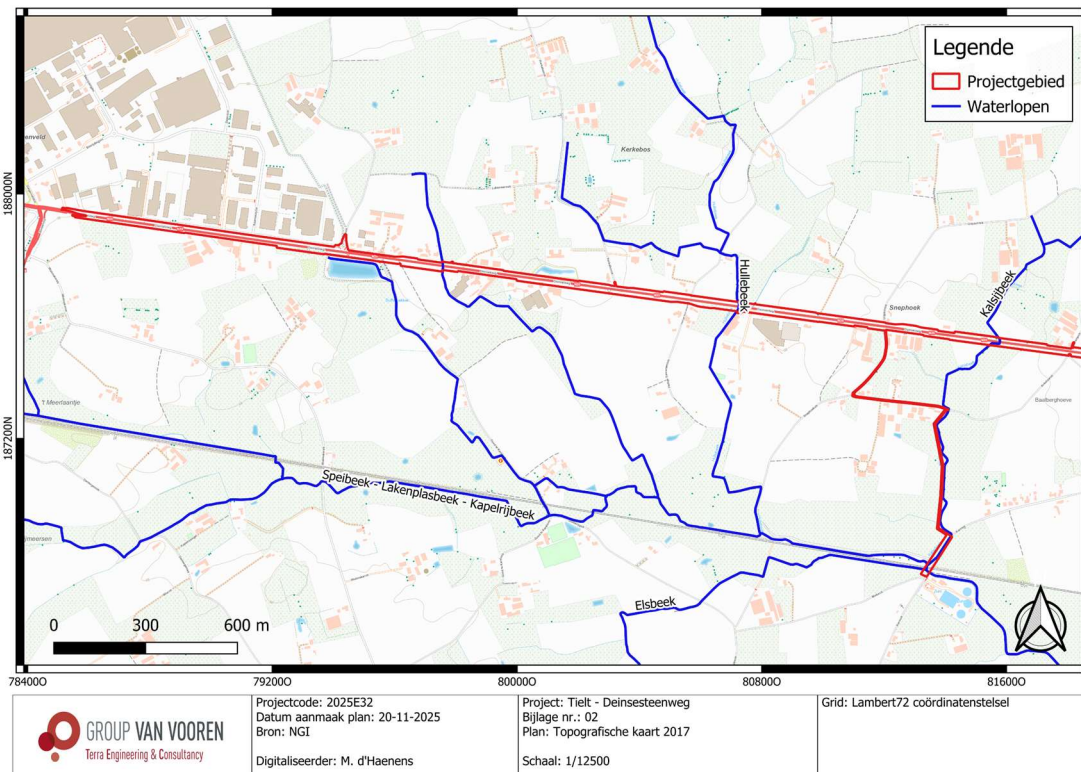 Legende
Projectgebied
Waterlopen
Kerkebos
188000N
Hullebeek
Kalsijbeek
Snephoek
't Meerlaantje
Baudberghoeve
187200N
Speibeek - Lakenplasbeek - Kapelrijbeek
Elsbeek
0 300 600 m
784000 792000 800000 808000 816000
GROUP VAN VOOREN
Terra Engineering & Consultancy
Projectcode: 2025E32
Datum aanmaak plan: 20-11-2025
Bron: NGI
Digitaliseerder: M. d'Haenens
Project: Tielt - Deinsesteenweg
Bijlage nr.: 02
Plan: Topografische kaart 2017
Schaal: 1/12500
Grid: Lambert72 coördinatenstelsel